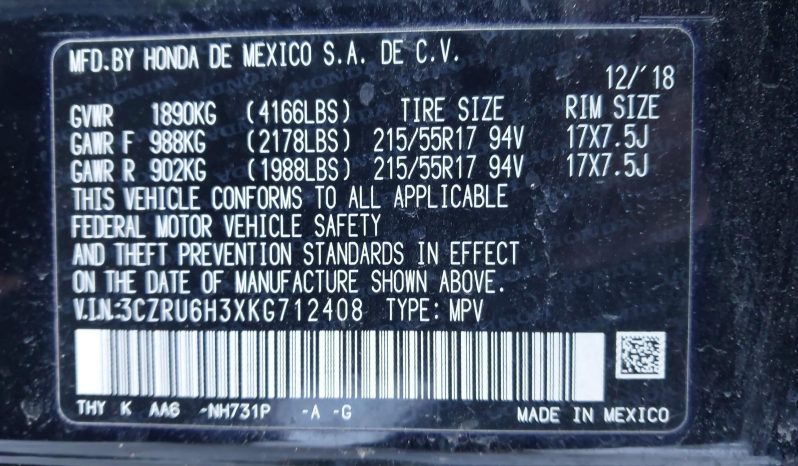 MFD.BY HONDA DE MEXICO S.A. DE C.V.
12/'18
GVWR 1890KG (4166LBS) TIRE SIZE RIM SIZE
GAWR F 988KG (2178LBS) 215/55R17 94V 17X7.5J
GAWR R 902KG (1988LBS) 215/55R17 94V 17X7.5J
THIS VEHICLE CONFORMS TO ALL APPLICABLE
FEDERAL MOTOR VEHICLE SAFETY
AND THEFT PREVENTION STANDARDS IN EFFECT
ON THE DATE OF MANUFACTURE SHOWN ABOVE.
V.I.N:3CZRU6H3XKG712408 TYPE: MPV
THY K AA6 -NH731P -A -G MADE IN MEXICO